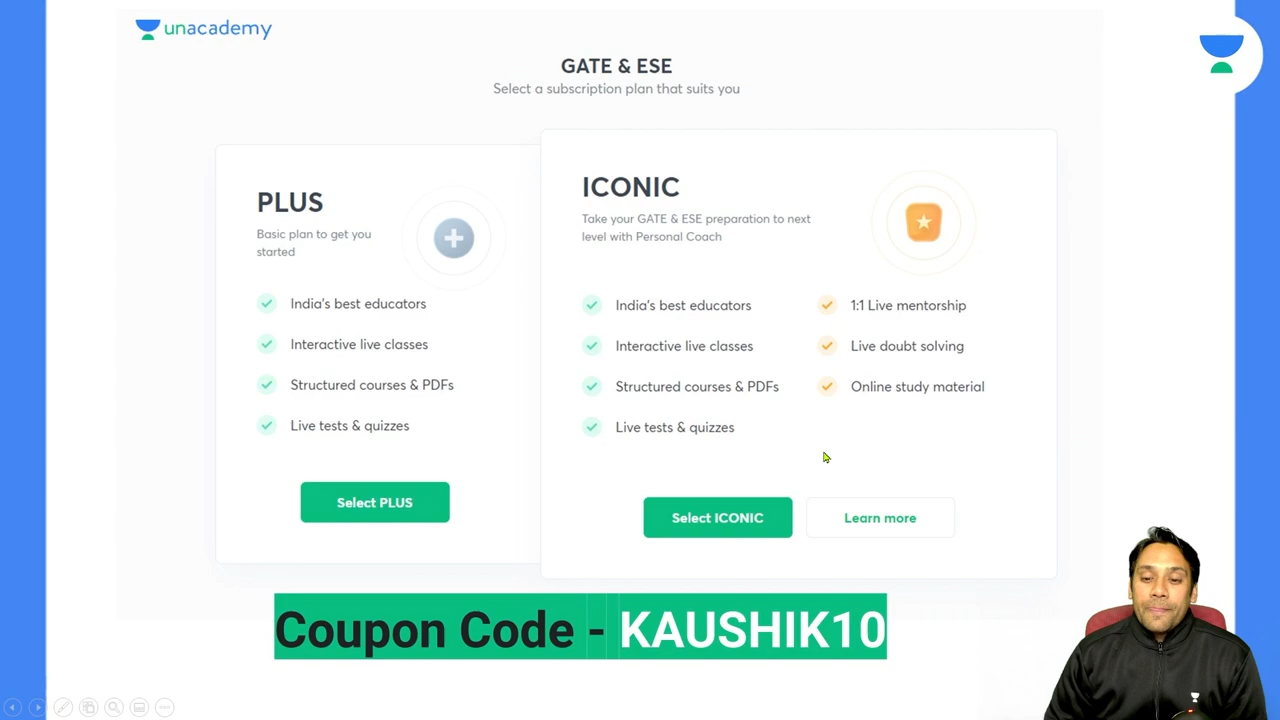 unacademy
GATE & ESE
Select a subscription plan that suits you
PLUS
Basic plan to get you
started
India's best educators
Interactive live classes
Structured courses & PDFs
Live tests & quizzes
Select PLUS
ICONIC
Take your GATE & ESE preparation to next
level with Personal Coach
India's best educators
Interactive live classes
Structured courses & PDFs
Live tests & quizzes
1:1 Live mentorship
Live doubt solving
Online study material
Select ICONIC
Learn more
Coupon Code - KAUSHIK10